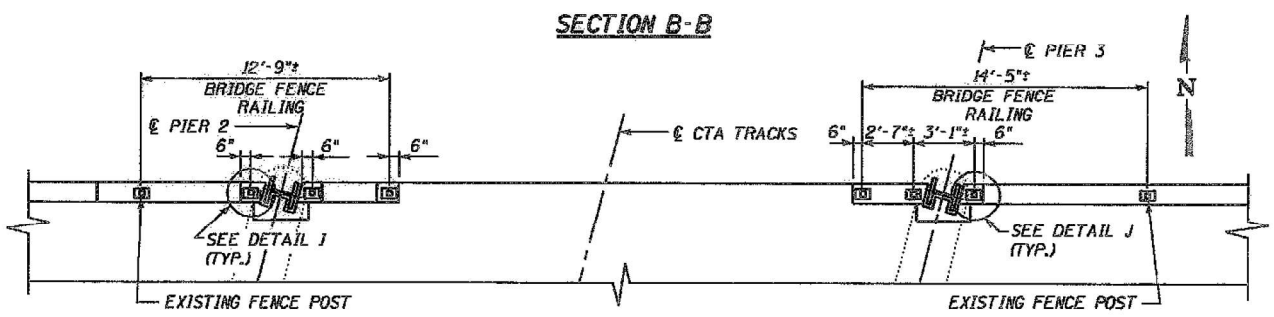 SECTION B-B
℄ PIER 3
12'-9"±
14'-5"±
BRIDGE FENCE
RAILING
BRIDGE FENCE
RAILING
N
℄ PIER 2
℄ CTA TRACKS
6"
6"
6"
6"
2'-7"±
3'-1"±
6"
SEE DETAIL I
(TYP.)
SEE DETAIL J
(TYP.)
EXISTING FENCE POST
EXISTING FENCE POST